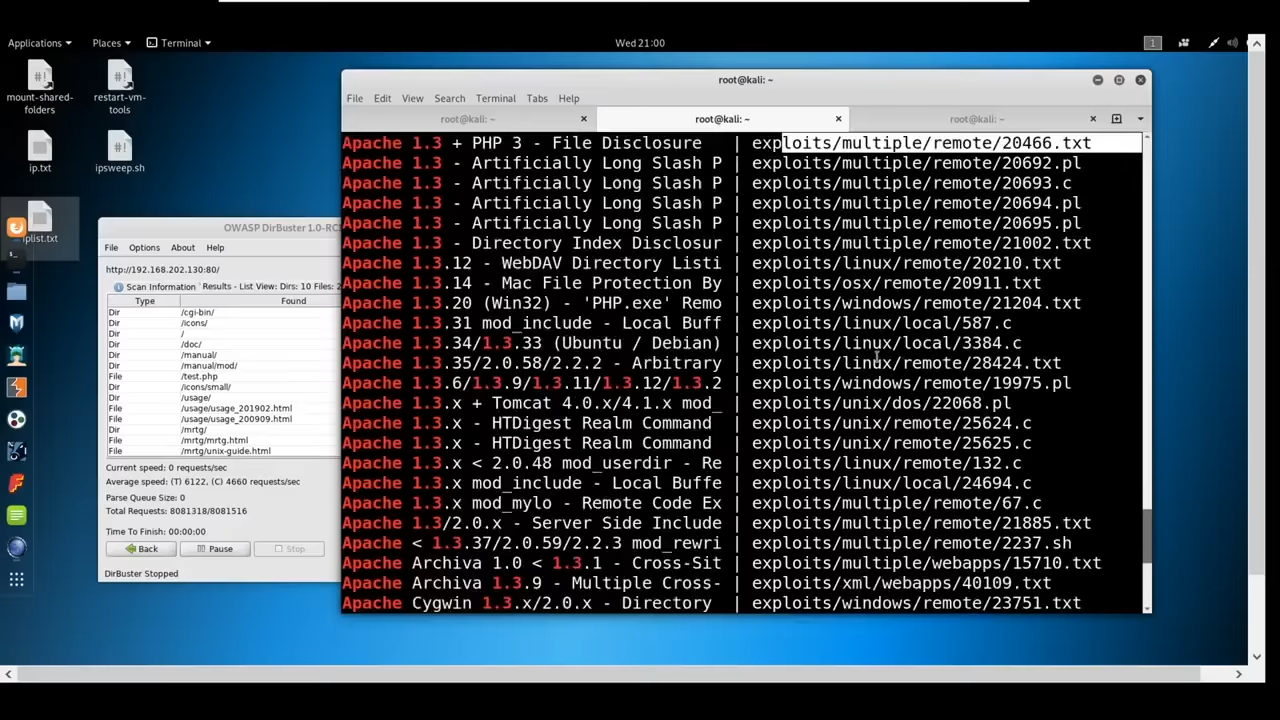 Applications
Places
Terminal
Wed 21:00
1
mount-shared-folders
restart-vm-tools
ip.txt
ipsweep.sh
iplist.txt
OWASP DirBuster 1.0-RC
File Options About Help
http://192.168.202.130:80/
Scan Information Results - List View: Dirs: 10 Files: 2
Type Found
Dir /cgi-bin/
Dir /icons/
Dir /
Dir /doc/
Dir /manual/
Dir /manual/mod/
File /test.php
Dir /icons/small/
Dir /usage/
File /usage/usage_201902.html
File /usage/usage_200909.html
Dir /mrtg/
File /mrtg/mrtg.html
File /mrtg/unix-guide.html
Current speed: 0 requests/sec
Average speed: (T) 6122, (C) 4660 requests/sec
Parse Queue Size: 0
Total Requests: 8081318/8081516
Time To Finish: 00:00:00
Back Pause Stop
DirBuster Stopped
root@kali: ~
File Edit View Search Terminal Tabs Help
root@kali: ~ root@kali: ~ root@kali: ~
Apache 1.3 + PHP 3 - File Disclosure | exploits/multiple/remote/20466.txt
Apache 1.3 - Artificially Long Slash P | exploits/multiple/remote/20692.pl
Apache 1.3 - Artificially Long Slash P | exploits/multiple/remote/20693.c
Apache 1.3 - Artificially Long Slash P | exploits/multiple/remote/20694.pl
Apache 1.3 - Artificially Long Slash P | exploits/multiple/remote/20695.pl
Apache 1.3 - Directory Index Disclosur | exploits/multiple/remote/21002.txt
Apache 1.3.12 - WebDAV Directory Listi | exploits/linux/remote/20210.txt
Apache 1.3.14 - Mac File Protection By | exploits/osx/remote/20911.txt
Apache 1.3.20 (Win32) - 'PHP.exe' Remo | exploits/windows/remote/21204.txt
Apache 1.3.31 mod_include - Local Buff | exploits/linux/local/587.c
Apache 1.3.34/1.3.33 (Ubuntu / Debian) | exploits/linux/local/3384.c
Apache 1.3.35/2.0.58/2.2.2 - Arbitrary | exploits/linux/remote/28424.txt
Apache 1.3.6/1.3.9/1.3.11/1.3.12/1.3.2 | exploits/windows/remote/19975.pl
Apache 1.3.x + Tomcat 4.0.x/4.1.x mod_ | exploits/unix/dos/22068.pl
Apache 1.3.x - HTDigest Realm Command | exploits/unix/remote/25624.c
Apache 1.3.x - HTDigest Realm Command | exploits/unix/remote/25625.c
Apache 1.3.x < 2.0.48 mod_userdir - Re | exploits/linux/remote/132.c
Apache 1.3.x mod_include - Local Buffe | exploits/linux/local/24694.c
Apache 1.3.x mod_mylo - Remote Code Ex | exploits/multiple/remote/67.c
Apache 1.3/2.0.x - Server Side Include | exploits/multiple/remote/21885.txt
Apache < 1.3.37/2.0.59/2.2.3 mod_rewri | exploits/multiple/remote/2237.sh
Apache Archiva 1.0 < 1.3.1 - Cross-Sit | exploits/multiple/webapps/15710.txt
Apache Archiva 1.3.9 - Multiple Cross- | exploits/xml/webapps/40109.txt
Apache Cygwin 1.3.x/2.0.x - Directory | exploits/windows/remote/23751.txt